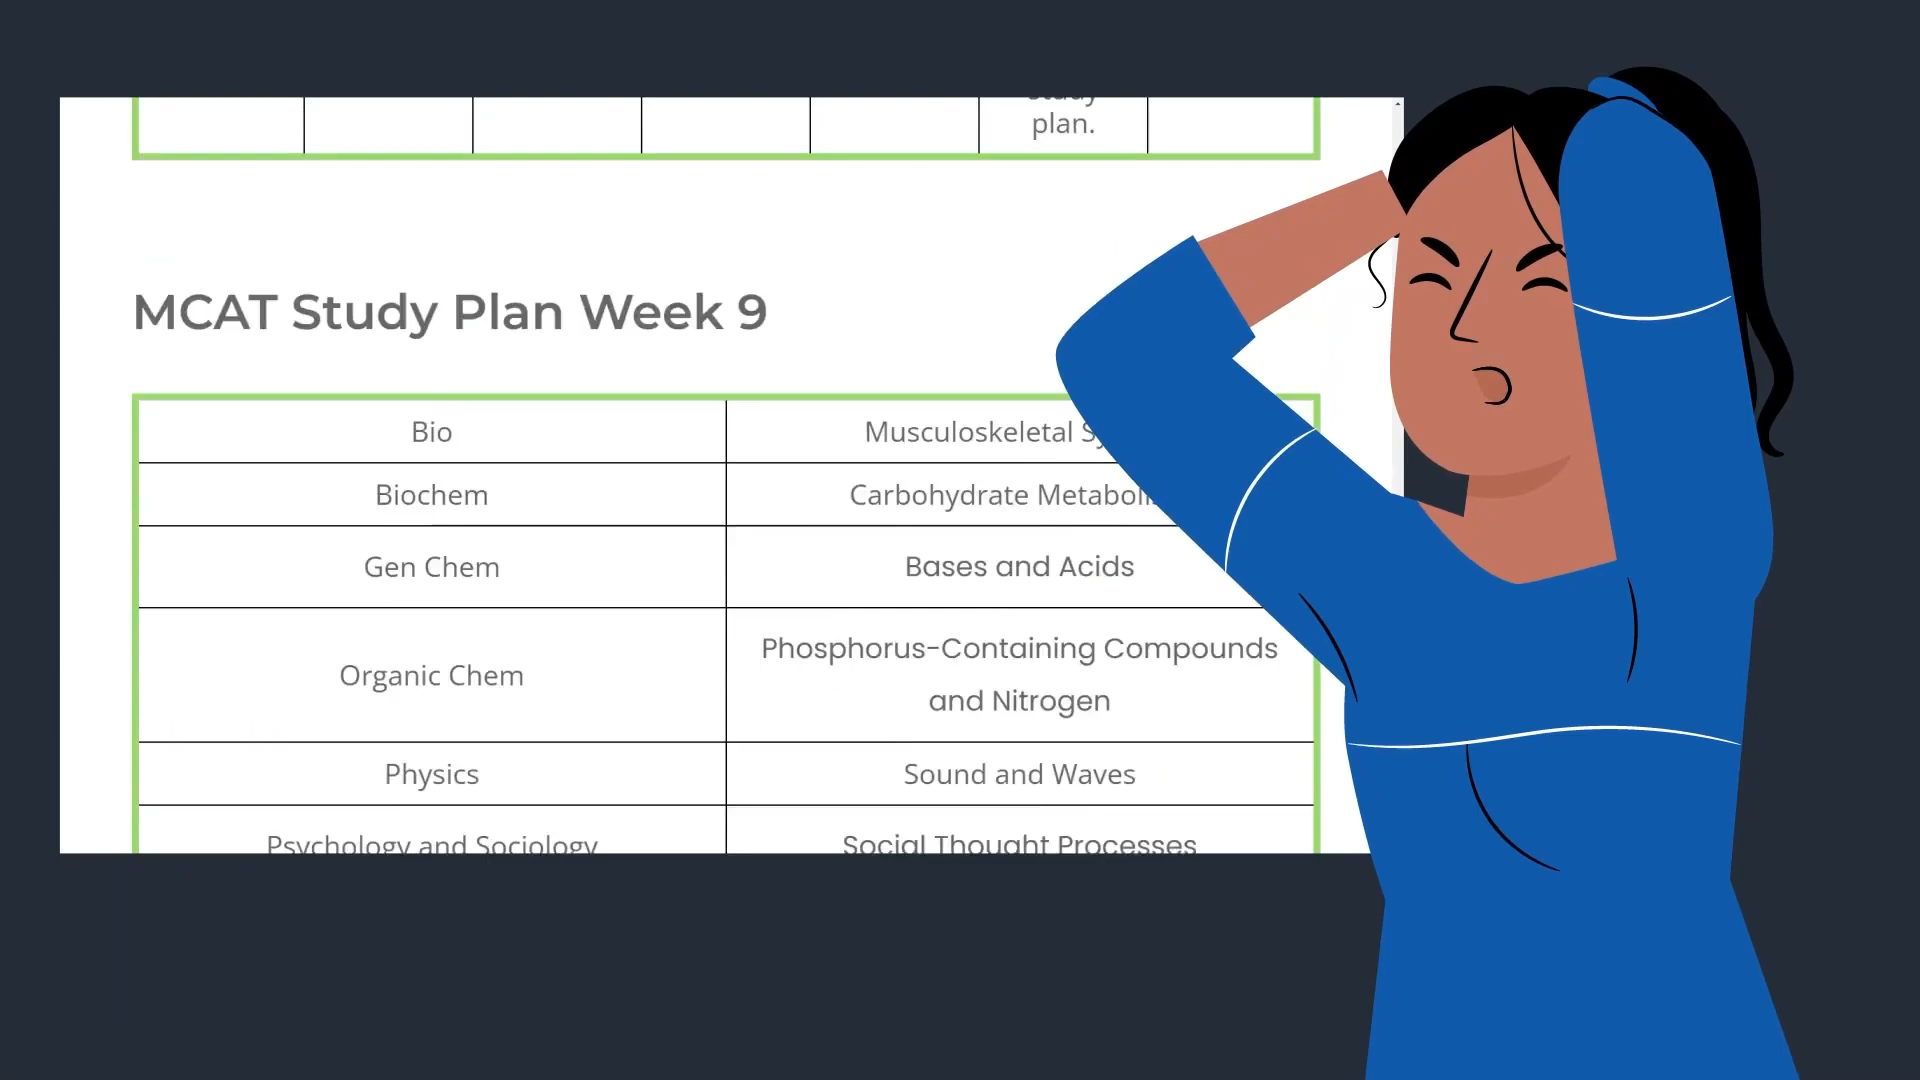 plan.
MCAT Study Plan Week 9
Bio
Musculoskeletal
Biochem
Carbohydrate
Gen Chem
Bases and Acids
Organic Chem
Phosphorus-Containing Compounds
and Nitrogen
Physics
Sound and Waves
Psychology and Sociology
Social Thought Processes